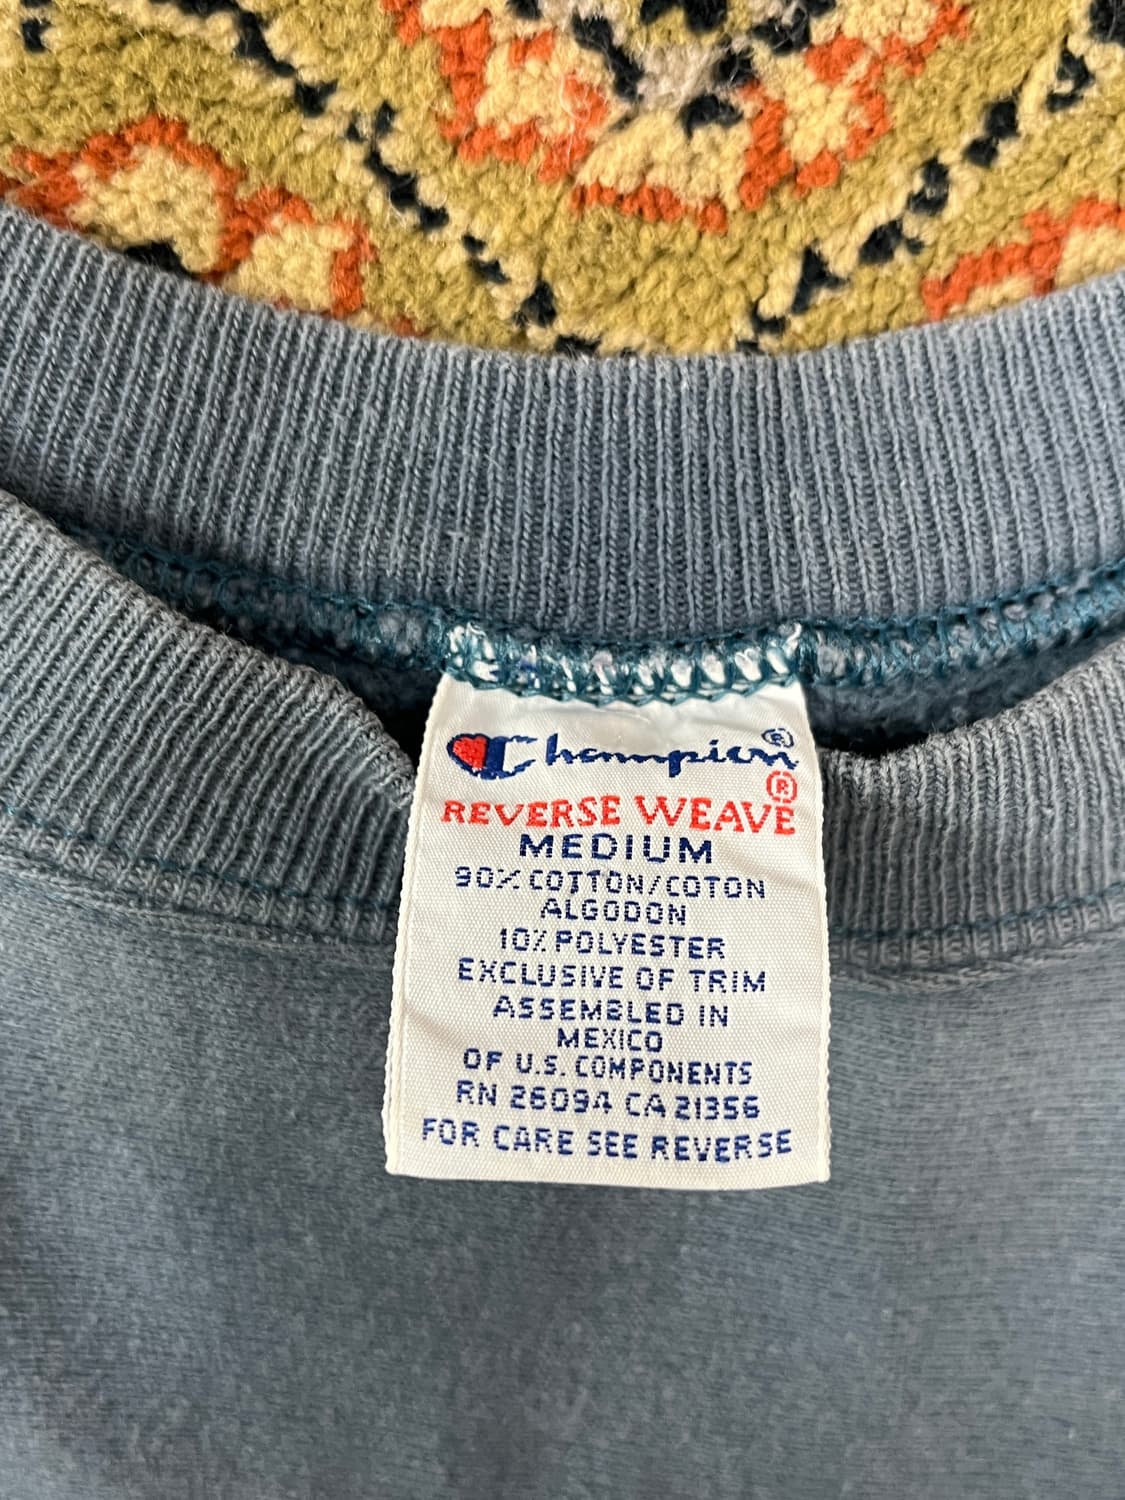 Champion®
REVERSE WEAVE®
MEDIUM
90% COTTON/COTON
ALGODON
10% POLYESTER
EXCLUSIVE OF TRIM
ASSEMBLED IN
MEXICO
OF U.S. COMPONENTS
RN 26094 CA 21356
FOR CARE SEE REVERSE